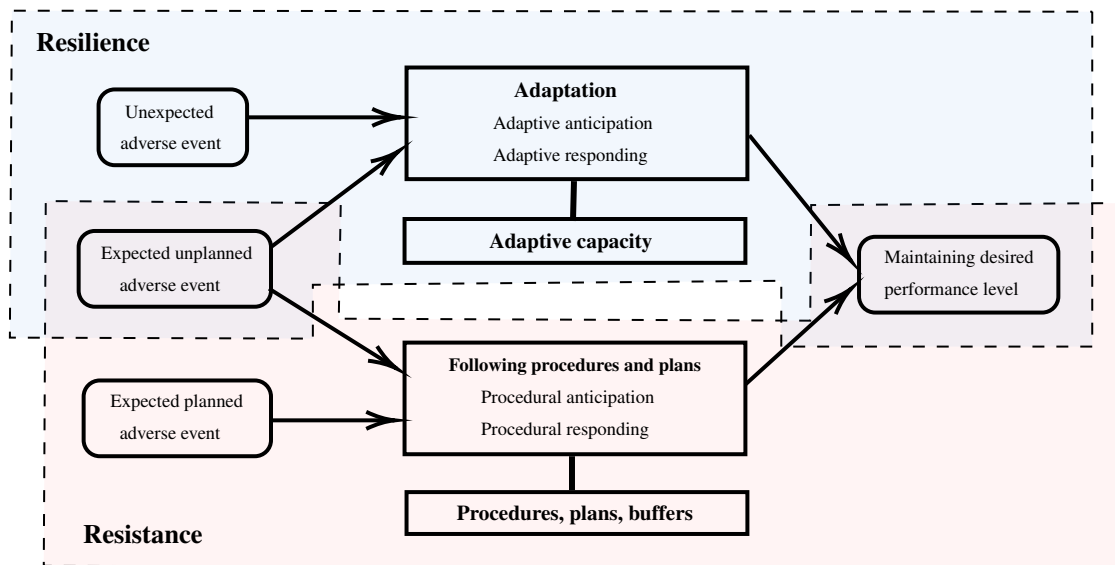 Resilience
Unexpected
adverse event
Adaptation
Adaptive anticipation
Adaptive responding
Adaptive capacity
Expected unplanned
adverse event
Maintaining desired
performance level
Following procedures and plans
Procedural anticipation
Procedural responding
Expected planned
adverse event
Procedures, plans, buffers
Resistance